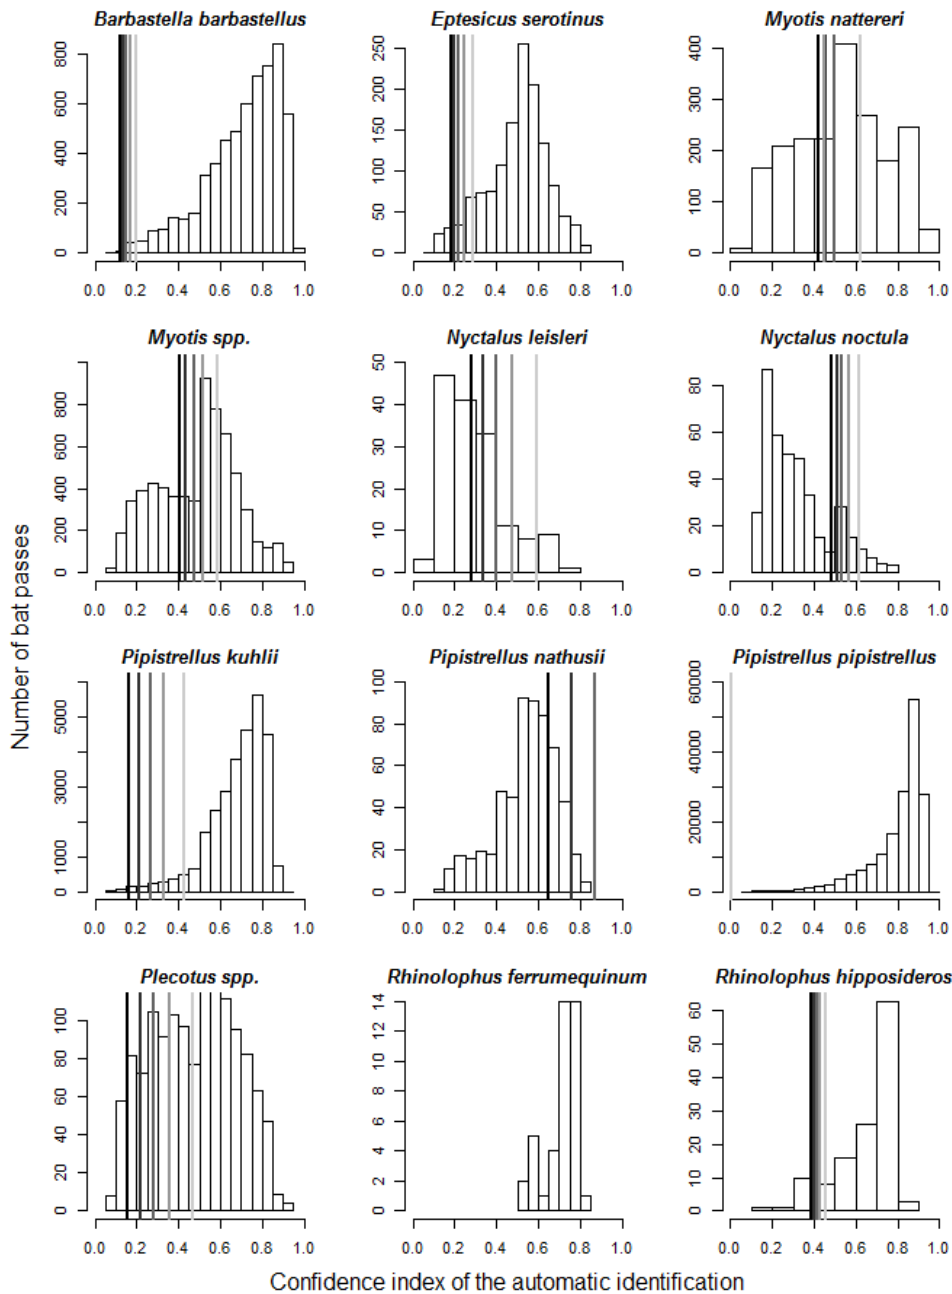 Barbastella barbastellus
Eptesicus serotinus
Myotis nattereri
0 200 400 600 800
0.0 0.2 0.4 0.6 0.8 1.0
0 50 100 150 200 250
0.0 0.2 0.4 0.6 0.8 1.0
0 100 200 300 400
0.0 0.2 0.4 0.6 0.8 1.0
Myotis spp.
Nyctalus leisleri
Nyctalus noctula
0 200 400 600 800
0.0 0.2 0.4 0.6 0.8 1.0
0 10 20 30 40 50
0.0 0.2 0.4 0.6 0.8 1.0
0 20 40 60 80
0.0 0.2 0.4 0.6 0.8 1.0
Number of bat passes
Pipistrellus kuhlii
Pipistrellus nathusii
Pipistrellus pipistrellus
0 1000 3000 5000
0.0 0.2 0.4 0.6 0.8 1.0
0 20 40 60 80 100
0.0 0.2 0.4 0.6 0.8 1.0
0 20000 40000 60000
0.0 0.2 0.4 0.6 0.8 1.0
Plecotus spp.
Rhinolophus ferrumequinum
Rhinolophus hipposideros
0 20 40 60 80 100
0.0 0.2 0.4 0.6 0.8 1.0
0 2 4 6 8 10 12 14
0.0 0.2 0.4 0.6 0.8 1.0
0 10 20 30 40 50 60
0.0 0.2 0.4 0.6 0.8 1.0
Confidence index of the automatic identification